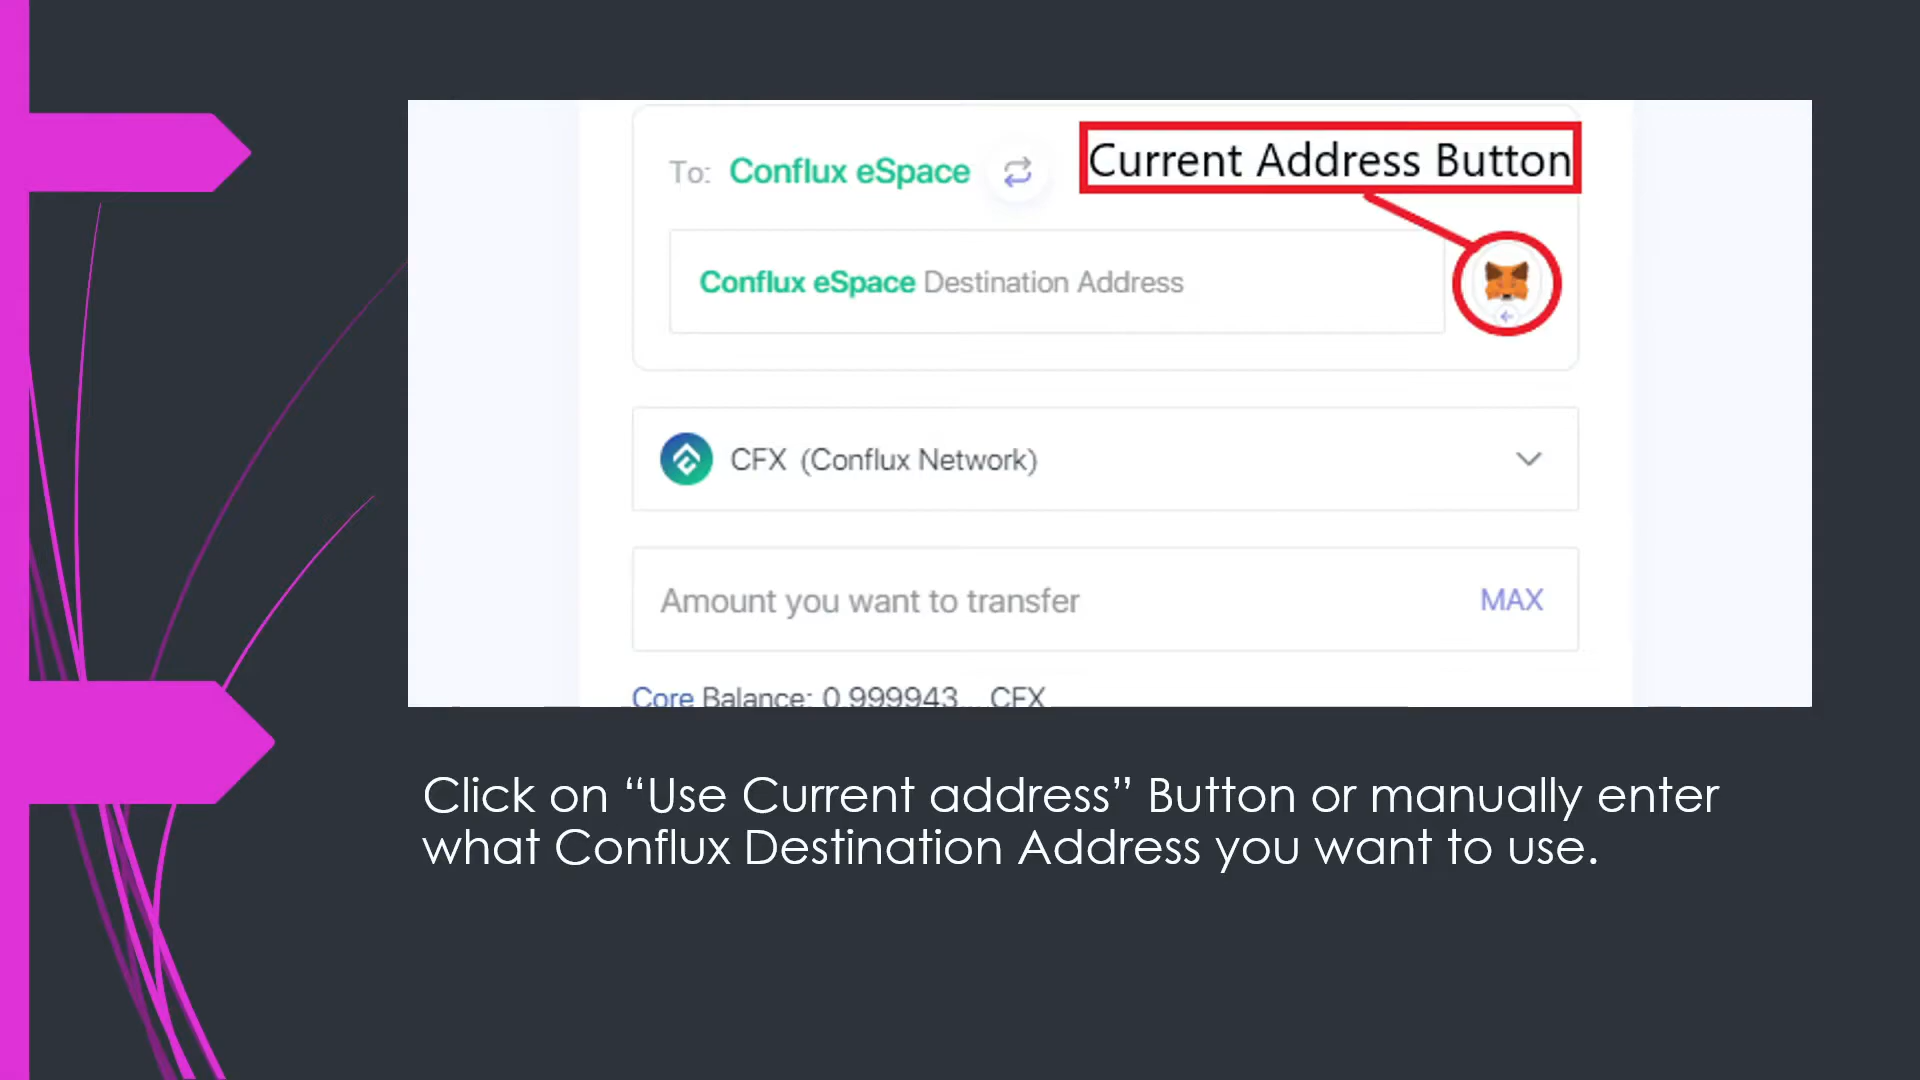 To: Conflux eSpace
Current Address Button
Conflux eSpace Destination Address
CFX (Conflux Network)
Amount you want to transfer MAX
Core Balance: 0.999943... CFX
Click on “Use Current address” Button or manually enter
what Conflux Destination Address you want to use.